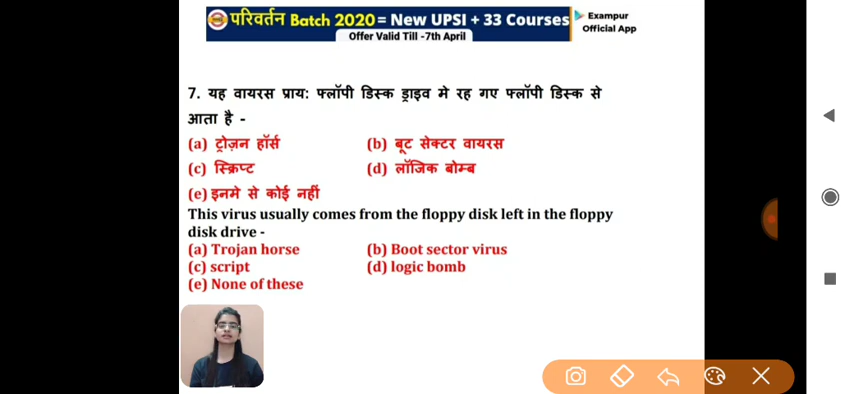 परिवर्तन Batch 2020 = New UPSI + 33 Courses
Offer Valid Till -7th April
Exampur
Official App
7. यह वायरस प्राय: फ्लॉपी डिस्क ड्राइव मे रह गए फ्लॉपी डिस्क से
आता है -
(a) ट्रोज़न हॉर्स (b) बूट सेक्टर वायरस
(c) स्क्रिप्ट (d) लॉजिक बोम्ब
(e) इनमे से कोई नहीं
This virus usually comes from the floppy disk left in the floppy
disk drive -
(a) Trojan horse (b) Boot sector virus
(c) script (d) logic bomb
(e) None of these